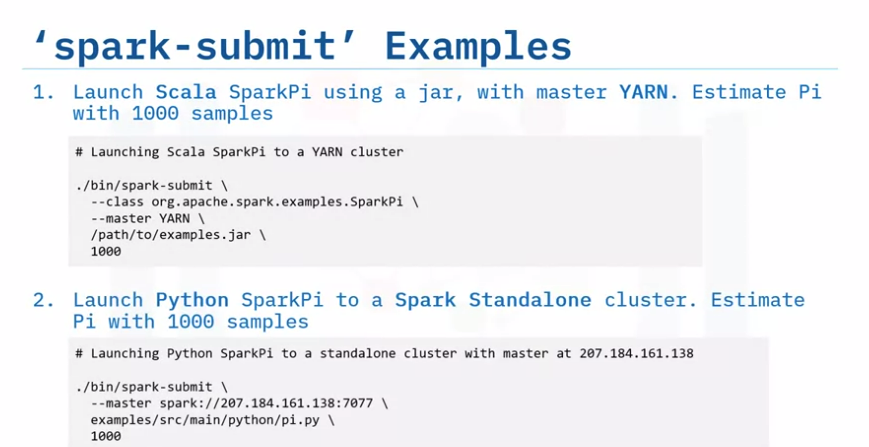 ‘spark-submit’ Examples
1. Launch Scala SparkPi using a jar, with master YARN. Estimate Pi
with 1000 samples
# Launching Scala SparkPi to a YARN cluster
./bin/spark-submit \
--class org.apache.spark.examples.SparkPi \
--master YARN \
/path/to/examples.jar \
1000
2. Launch Python SparkPi to a Spark Standalone cluster. Estimate
Pi with 1000 samples
# Launching Python SparkPi to a standalone cluster with master at 207.184.161.138
./bin/spark-submit \
--master spark://207.184.161.138:7077 \
examples/src/main/python/pi.py \
1000